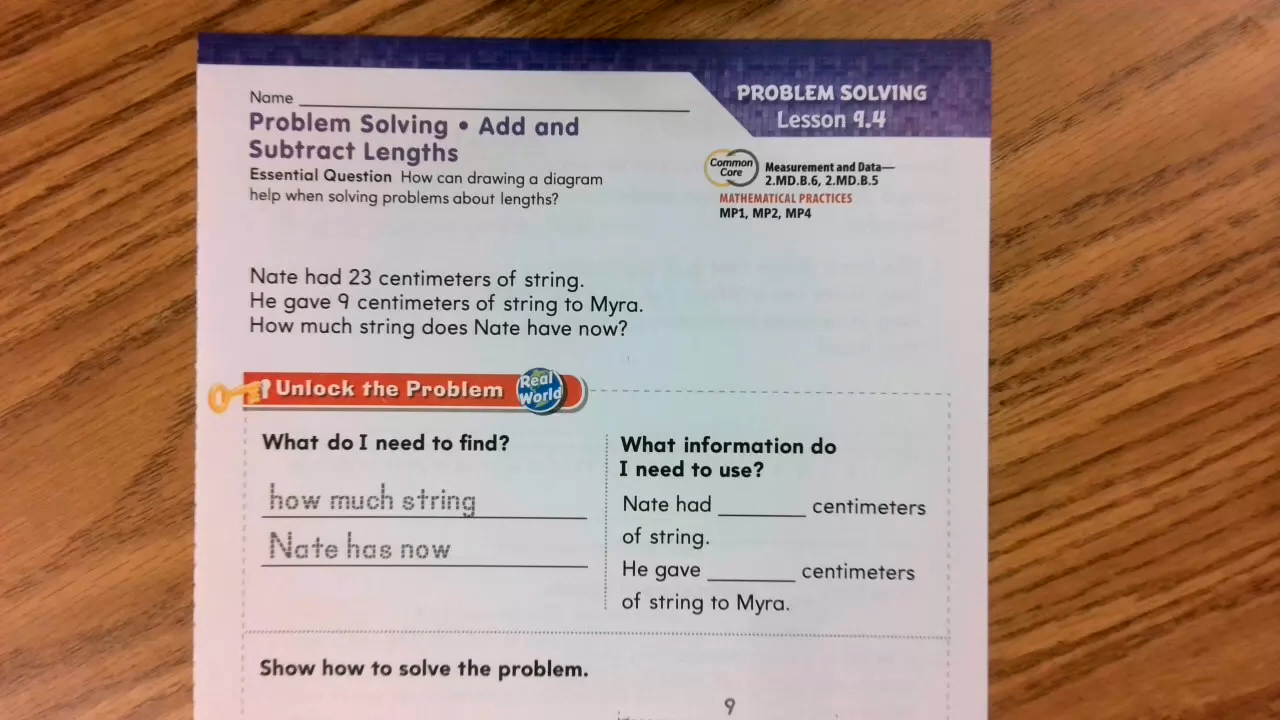 PROBLEM SOLVING
Lesson 9.4
Name
Problem Solving • Add and
Subtract Lengths
Essential Question How can drawing a diagram
help when solving problems about lengths?
Common
Core
Measurement and Data—
2.MD.B.6, 2.MD.B.5
MATHEMATICAL PRACTICES
MP1, MP2, MP4
Nate had 23 centimeters of string.
He gave 9 centimeters of string to Myra.
How much string does Nate have now?
Unlock the Problem
Real
World
What do I need to find?
how much string
Nate has now
What information do
I need to use?
Nate had ________ centimeters
of string.
He gave ________ centimeters
of string to Myra.
Show how to solve the problem.
9